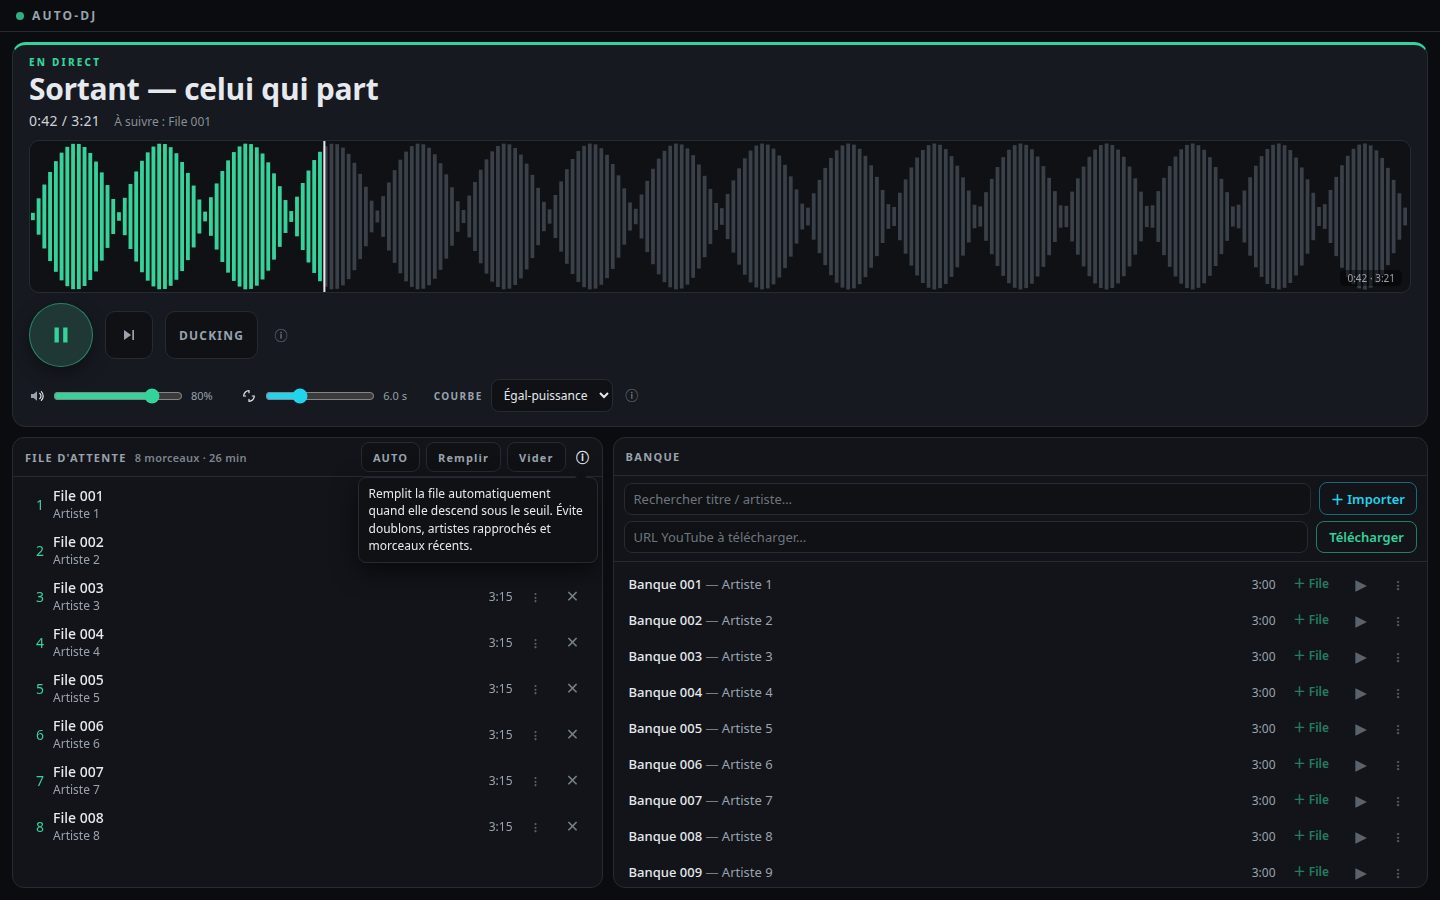 AUTO-DJ
EN DIRECT
Sortant — celui qui part
0:42 / 3:21 À suivre : File 001
0:42 · 3:21
DUCKING ⓘ
80% 6.0 s COURBE Égal-puissance ⓘ
FILE D'ATTENTE 8 morceaux · 26 min AUTO Remplir Vider ⓘ
Remplit la file automatiquement
quand elle descend sous le seuil. Évite
doublons, artistes rapprochés et
morceaux récents.
1 File 001
Artiste 1
2 File 002
Artiste 2
3 File 003
Artiste 3
3:15 ⋮ ✕
4 File 004
Artiste 4
3:15 ⋮ ✕
5 File 005
Artiste 5
3:15 ⋮ ✕
6 File 006
Artiste 6
3:15 ⋮ ✕
7 File 007
Artiste 7
3:15 ⋮ ✕
8 File 008
Artiste 8
3:15 ⋮ ✕
BANQUE
Rechercher titre / artiste...
+ Importer
URL YouTube à télécharger...
Télécharger
Banque 001 — Artiste 1 3:00 + File ▶ ⋮
Banque 002 — Artiste 2 3:00 + File ▶ ⋮
Banque 003 — Artiste 3 3:00 + File ▶ ⋮
Banque 004 — Artiste 4 3:00 + File ▶ ⋮
Banque 005 — Artiste 5 3:00 + File ▶ ⋮
Banque 006 — Artiste 6 3:00 + File ▶ ⋮
Banque 007 — Artiste 7 3:00 + File ▶ ⋮
Banque 008 — Artiste 8 3:00 + File ▶ ⋮
Banque 009 — Artiste 9 3:00 + File ▶ ⋮